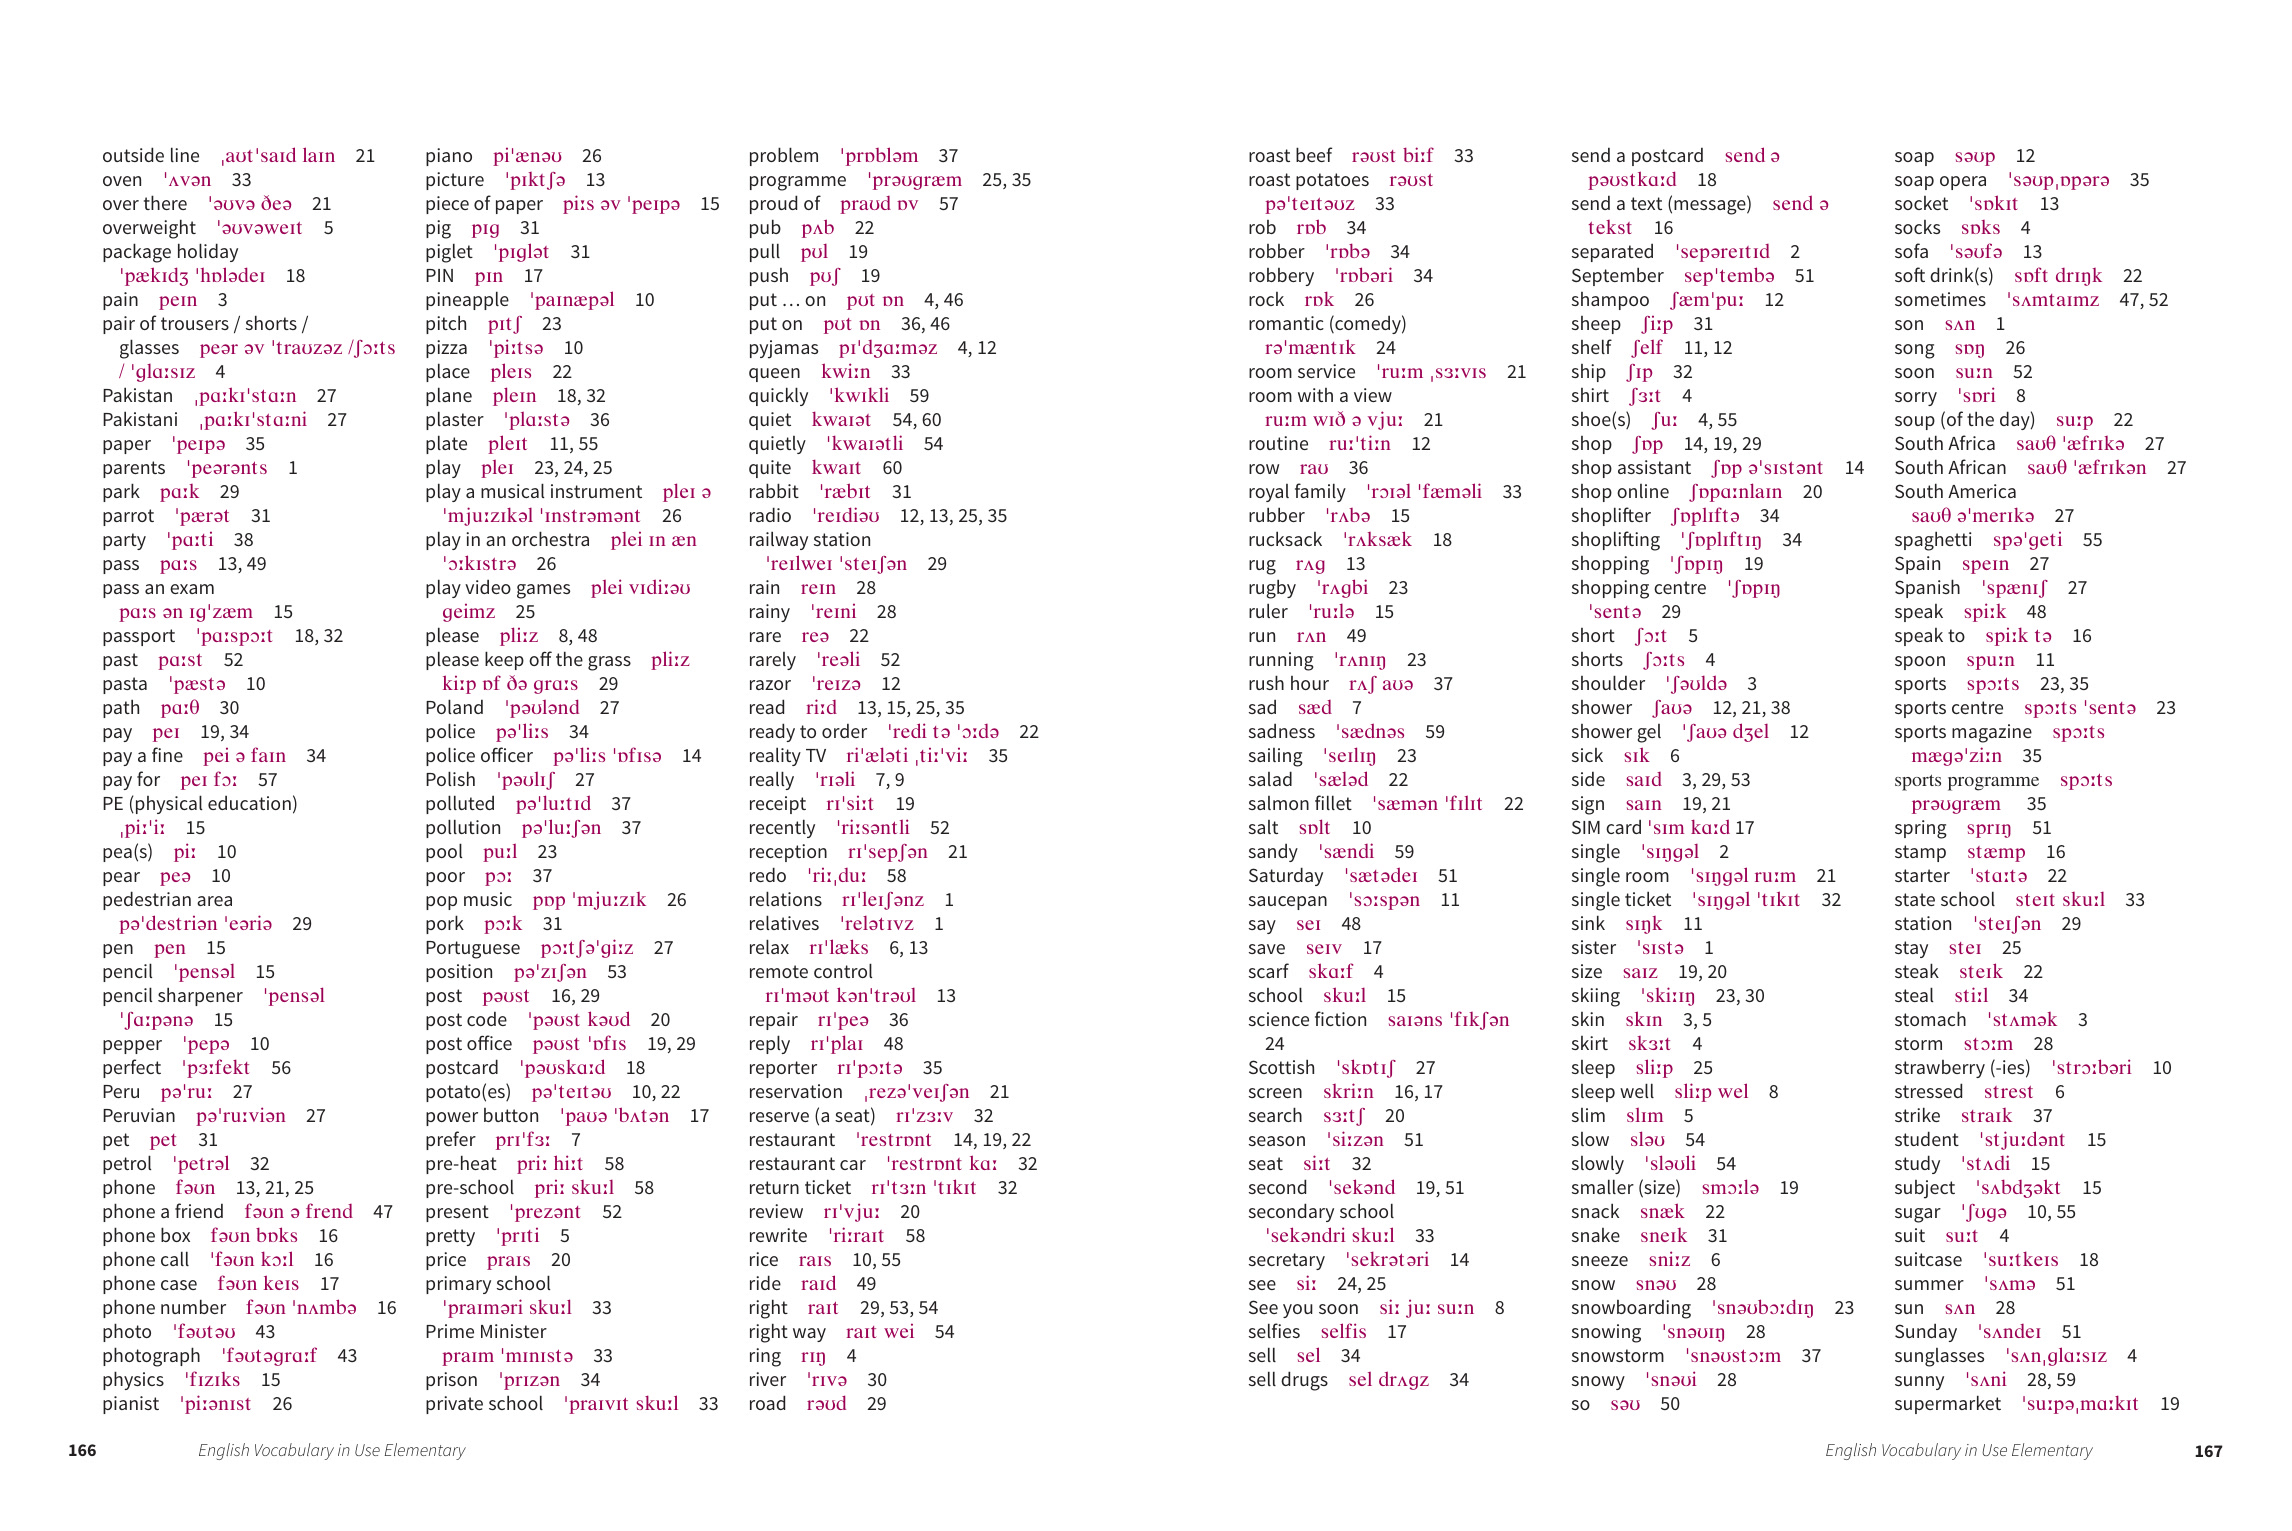 outside line ˌaʊtˈsaɪd laɪn 21
oven ˈʌvən 33
over there ˈəʊvə ðeə 21
overweight ˈəʊvəweɪt 5
package holiday
ˈpækɪdʒ ˈhɒlədeɪ 18
pain peɪn 3
pair of trousers / shorts /
glasses peər əv ˈtraʊzəz /ʃɔːts
/ ˈglɑːsɪz 4
Pakistan ˌpɑːkɪˈstɑːn 27
Pakistani ˌpɑːkɪˈstɑːni 27
paper ˈpeɪpə 35
parents ˈpeərənts 1
park pɑːk 29
parrot ˈpærət 31
party ˈpɑːti 38
pass pɑːs 13, 49
pass an exam
pɑːs ən ɪgˈzæm 15
passport ˈpɑːspɔːt 18, 32
past pɑːst 52
pasta ˈpæstə 10
path pɑːθ 30
pay peɪ 19, 34
pay a fine pei ə faɪn 34
pay for peɪ fɔː 57
PE (physical education)
ˌpiːˈiː 15
pea(s) piː 10
pear peə 10
pedestrian area
pəˈdestriən ˈeəriə 29
pen pen 15
pencil ˈpensəl 15
pencil sharpener ˈpensəl
ˈʃɑːpənə 15
pepper ˈpepə 10
perfect ˈpɜːfekt 56
Peru pəˈruː 27
Peruvian pəˈruːviən 27
pet pet 31
petrol ˈpetrəl 32
phone fəʊn 13, 21, 25
phone a friend fəʊn ə frend 47
phone box fəʊn bɒks 16
phone call ˈfəʊn kɔːl 16
phone case fəʊn keɪs 17
phone number fəʊn ˈnʌmbə 16
photo ˈfəʊtəʊ 43
photograph ˈfəʊtəgrɑːf 43
physics ˈfɪzɪks 15
pianist ˈpiːənɪst 26
piano piˈænəʊ 26
picture ˈpɪktʃə 13
piece of paper piːs əv ˈpeɪpə 15
pig pɪg 31
piglet ˈpɪglət 31
PIN pɪn 17
pineapple ˈpaɪnæpəl 10
pitch pɪtʃ 23
pizza ˈpiːtsə 10
place pleɪs 22
plane pleɪn 18, 32
plaster ˈplɑːstə 36
plate pleɪt 11, 55
play pleɪ 23, 24, 25
play a musical instrument pleɪ ə
ˈmjuːzɪkəl ˈɪnstrəmənt 26
play in an orchestra plei ɪn æn
ˈɔːkɪstrə 26
play video games plei vɪdiːəʊ
geimz 25
please pliːz 8, 48
please keep off the grass pliːz
kiːp ɒf ðə grɑːs 29
Poland ˈpəʊlənd 27
police pəˈliːs 34
police officer pəˈliːs ˈɒfɪsə 14
Polish ˈpəʊlɪʃ 27
polluted pəˈluːtɪd 37
pollution pəˈluːʃən 37
pool puːl 23
poor pɔː 37
pop music pɒp ˈmjuːzɪk 26
pork pɔːk 31
Portuguese pɔːtʃəˈgiːz 27
position pəˈzɪʃən 53
post pəʊst 16, 29
post code ˈpəʊst kəʊd 20
post office pəʊst ˈɒfɪs 19, 29
postcard ˈpəʊskɑːd 18
potato(es) pəˈteɪtəʊ 10, 22
power button ˈpaʊə ˈbʌtən 17
prefer prɪˈfɜː 7
pre-heat priː hiːt 58
pre-school priː skuːl 58
present ˈprezənt 52
pretty ˈprɪti 5
price praɪs 20
primary school
ˈpraɪməri skuːl 33
Prime Minister
praɪm ˈmɪnɪstə 33
prison ˈprɪzən 34
private school ˈpraɪvɪt skuːl 33
problem ˈprɒbləm 37
programme ˈprəʊgræm 25, 35
proud of praʊd ɒv 57
pub pʌb 22
pull pʊl 19
push pʊʃ 19
put … on pʊt ɒn 4, 46
put on pʊt ɒn 36, 46
pyjamas pɪˈdʒɑːməz 4, 12
queen kwiːn 33
quickly ˈkwɪkli 59
quiet kwaɪət 54, 60
quietly ˈkwaɪətli 54
quite kwaɪt 60
rabbit ˈræbɪt 31
radio ˈreɪdiəʊ 12, 13, 25, 35
railway station
ˈreɪlweɪ ˈsteɪʃən 29
rain reɪn 28
rainy ˈreɪni 28
rare reə 22
rarely ˈreəli 52
razor ˈreɪzə 12
read riːd 13, 15, 25, 35
ready to order ˈredi tə ˈɔːdə 22
reality TV riˈæləti ˌtiːˈviː 35
really ˈrɪəli 7, 9
receipt rɪˈsiːt 19
recently ˈriːsəntli 52
reception rɪˈsepʃən 21
redo ˈriːˌduː 58
relations rɪˈleɪʃənz 1
relatives ˈrelətɪvz 1
relax rɪˈlæks 6, 13
remote control
rɪˈməʊt kənˈtrəʊl 13
repair rɪˈpeə 36
reply rɪˈplaɪ 48
reporter rɪˈpɔːtə 35
reservation ˌrezəˈveɪʃən 21
reserve (a seat) rɪˈzɜːv 32
restaurant ˈrestrɒnt 14, 19, 22
restaurant car ˈrestrɒnt kɑː 32
return ticket rɪˈtɜːn ˈtɪkɪt 32
review rɪˈvjuː 20
rewrite ˈriːraɪt 58
rice raɪs 10, 55
ride raɪd 49
right raɪt 29, 53, 54
right way raɪt wei 54
ring rɪŋ 4
river ˈrɪvə 30
road rəʊd 29
166 English Vocabulary in Use Elementary
roast beef rəʊst biːf 33
roast potatoes rəʊst
pəˈteɪtəʊz 33
rob rɒb 34
robber ˈrɒbə 34
robbery ˈrɒbəri 34
rock rɒk 26
romantic (comedy)
rəˈmæntɪk 24
room service ˈruːm ˌsɜːvɪs 21
room with a view
ruːm wɪð ə vjuː 21
routine ruːˈtiːn 12
row raʊ 36
royal family ˈrɔɪəl ˈfæməli 33
rubber ˈrʌbə 15
rucksack ˈrʌksæk 18
rug rʌg 13
rugby ˈrʌgbi 23
ruler ˈruːlə 15
run rʌn 49
running ˈrʌnɪŋ 23
rush hour rʌʃ aʊə 37
sad sæd 7
sadness ˈsædnəs 59
sailing ˈseɪlɪŋ 23
salad ˈsæləd 22
salmon fillet ˈsæmən ˈfɪlɪt 22
salt sɒlt 10
sandy ˈsændi 59
Saturday ˈsætədeɪ 51
saucepan ˈsɔːspən 11
say seɪ 48
save seɪv 17
scarf skɑːf 4
school skuːl 15
science fiction saɪəns ˈfɪkʃən
24
Scottish ˈskɒtɪʃ 27
screen skriːn 16, 17
search sɜːtʃ 20
season ˈsiːzən 51
seat siːt 32
second ˈsekənd 19, 51
secondary school
ˈsekəndri skuːl 33
secretary ˈsekrətəri 14
see siː 24, 25
See you soon siː juː suːn 8
selfies selfis 17
sell sel 34
sell drugs sel drʌgz 34
send a postcard send ə
pəʊstkɑːd 18
send a text (message) send ə
tekst 16
separated ˈsepəreɪtɪd 2
September sepˈtembə 51
shampoo ʃæmˈpuː 12
sheep ʃiːp 31
shelf ʃelf 11, 12
ship ʃɪp 32
shirt ʃɜːt 4
shoe(s) ʃuː 4, 55
shop ʃɒp 14, 19, 29
shop assistant ʃɒp əˈsɪstənt 14
shop online ʃɒpɑːnlaɪn 20
shoplifter ʃɒplɪftə 34
shoplifting ˈʃɒplɪftɪŋ 34
shopping ˈʃɒpɪŋ 19
shopping centre ˈʃɒpɪŋ
ˈsentə 29
short ʃɔːt 5
shorts ʃɔːts 4
shoulder ˈʃəʊldə 3
shower ʃaʊə 12, 21, 38
shower gel ˈʃaʊə dʒel 12
sick sɪk 6
side saɪd 3, 29, 53
sign saɪn 19, 21
SIM card ˈsɪm kɑːd 17
single ˈsɪŋgəl 2
single room ˈsɪŋgəl ruːm 21
single ticket ˈsɪŋgəl ˈtɪkɪt 32
sink sɪŋk 11
sister ˈsɪstə 1
size saɪz 19, 20
skiing ˈskiːɪŋ 23, 30
skin skɪn 3, 5
skirt skɜːt 4
sleep sliːp 25
sleep well sliːp wel 8
slim slɪm 5
slow sləʊ 54
slowly ˈsləʊli 54
smaller (size) smɔːlə 19
snack snæk 22
snake sneɪk 31
sneeze sniːz 6
snow snəʊ 28
snowboarding ˈsnəʊbɔːdɪŋ 23
snowing ˈsnəʊɪŋ 28
snowstorm ˈsnəʊstɔːm 37
snowy ˈsnəʊi 28
so səʊ 50
soap səʊp 12
soap opera ˈsəʊpˌɒpərə 35
socket ˈsɒkɪt 13
socks sɒks 4
sofa ˈsəʊfə 13
soft drink(s) sɒft drɪŋk 22
sometimes ˈsʌmtaɪmz 47, 52
son sʌn 1
song sɒŋ 26
soon suːn 52
sorry ˈsɒri 8
soup (of the day) suːp 22
South Africa saʊθ ˈæfrɪkə 27
South African saʊθ ˈæfrɪkən 27
South America
saʊθ əˈmerɪkə 27
spaghetti spəˈgeti 55
Spain speɪn 27
Spanish ˈspænɪʃ 27
speak spiːk 48
speak to spiːk tə 16
spoon spuːn 11
sports spɔːts 23, 35
sports centre spɔːts ˈsentə 23
sports magazine spɔːts
mægəˈziːn 35
sports programme spɔːts
prəʊgræm 35
spring sprɪŋ 51
stamp stæmp 16
starter ˈstɑːtə 22
state school steɪt skuːl 33
station ˈsteɪʃən 29
stay steɪ 25
steak steɪk 22
steal stiːl 34
stomach ˈstʌmək 3
storm stɔːm 28
strawberry (-ies) ˈstrɔːbəri 10
stressed strest 6
strike straɪk 37
student ˈstjuːdənt 15
study ˈstʌdi 15
subject ˈsʌbdʒəkt 15
sugar ˈʃʊgə 10, 55
suit suːt 4
suitcase ˈsuːtkeɪs 18
summer ˈsʌmə 51
sun sʌn 28
Sunday ˈsʌndeɪ 51
sunglasses ˈsʌnˌglɑːsɪz 4
sunny ˈsʌni 28, 59
supermarket ˈsuːpəˌmɑːkɪt 19
English Vocabulary in Use Elementary 167